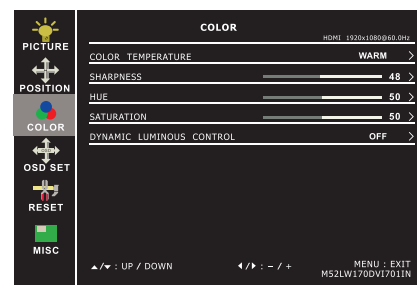 COLOR
HDMI 1920x1080@60.0Hz
PICTURE
POSITION
COLOR
OSD SET
RESET
MISC
COLOR TEMPERATURE WARM
SHARPNESS 48
HUE 50
SATURATION 50
DYNAMIC LUMINOUS CONTROL OFF
▲/▼ : UP / DOWN ◀/▶ : - / + MENU : EXIT
M52LW170DVI701IN